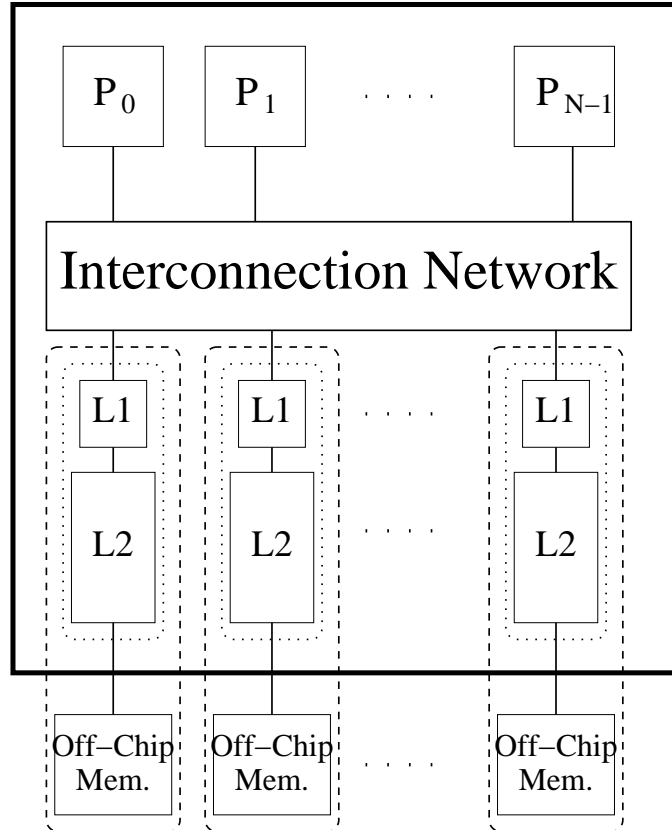 P0 P1 . . . . PN−1
Interconnection Network
L1 L1 . . . . L1
L2 L2 . . . . L2
Off−Chip Off−Chip Off−Chip
Mem. Mem. . . . . Mem.